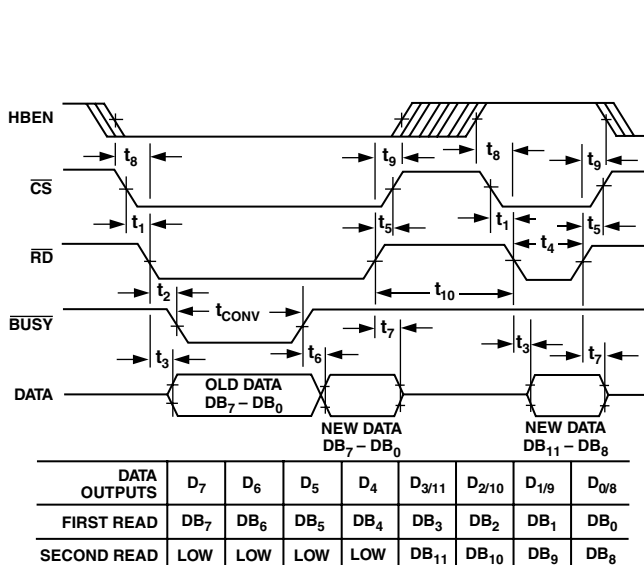 HBEN
t8 t9 t8 t9
CS
t1 t5 t1 t4 t5
RD
t2 tCONV t10
BUSY
t3 t6 t7 t3 t7
DATA
OLD DATA
DB7 – DB0
NEW DATA
DB7 – DB0
NEW DATA
DB11 – DB8
DATA OUTPUTS D7 D6 D5 D4 D3/11 D2/10 D1/9 D0/8
FIRST READ DB7 DB6 DB5 DB4 DB3 DB2 DB1 DB0
SECOND READ LOW LOW LOW LOW DB11 DB10 DB9 DB8